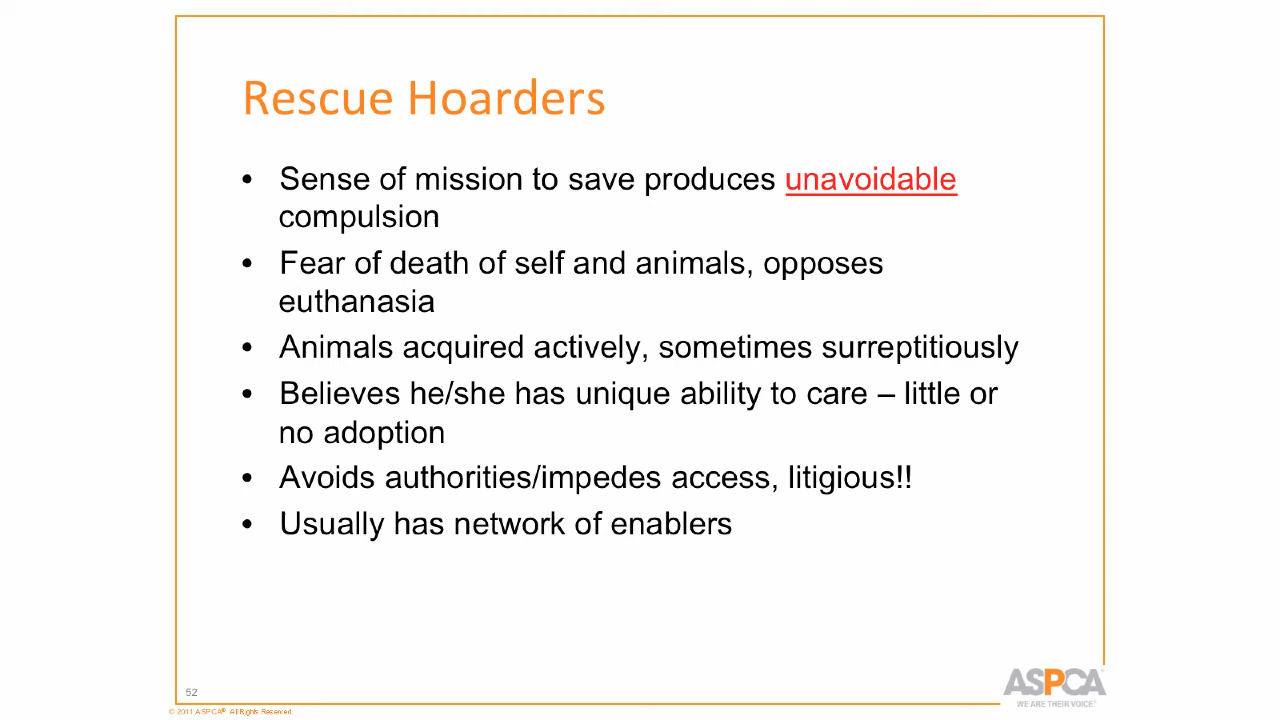 Rescue Hoarders
• Sense of mission to save produces unavoidable
compulsion
• Fear of death of self and animals, opposes
euthanasia
• Animals acquired actively, sometimes surreptitiously
• Believes he/she has unique ability to care – little or
no adoption
• Avoids authorities/impedes access, litigious!!
• Usually has network of enablers
52
ASPCA
WE ARE THEIR VOICE®
© 2011 ASPCA®. All Rights Reserved.